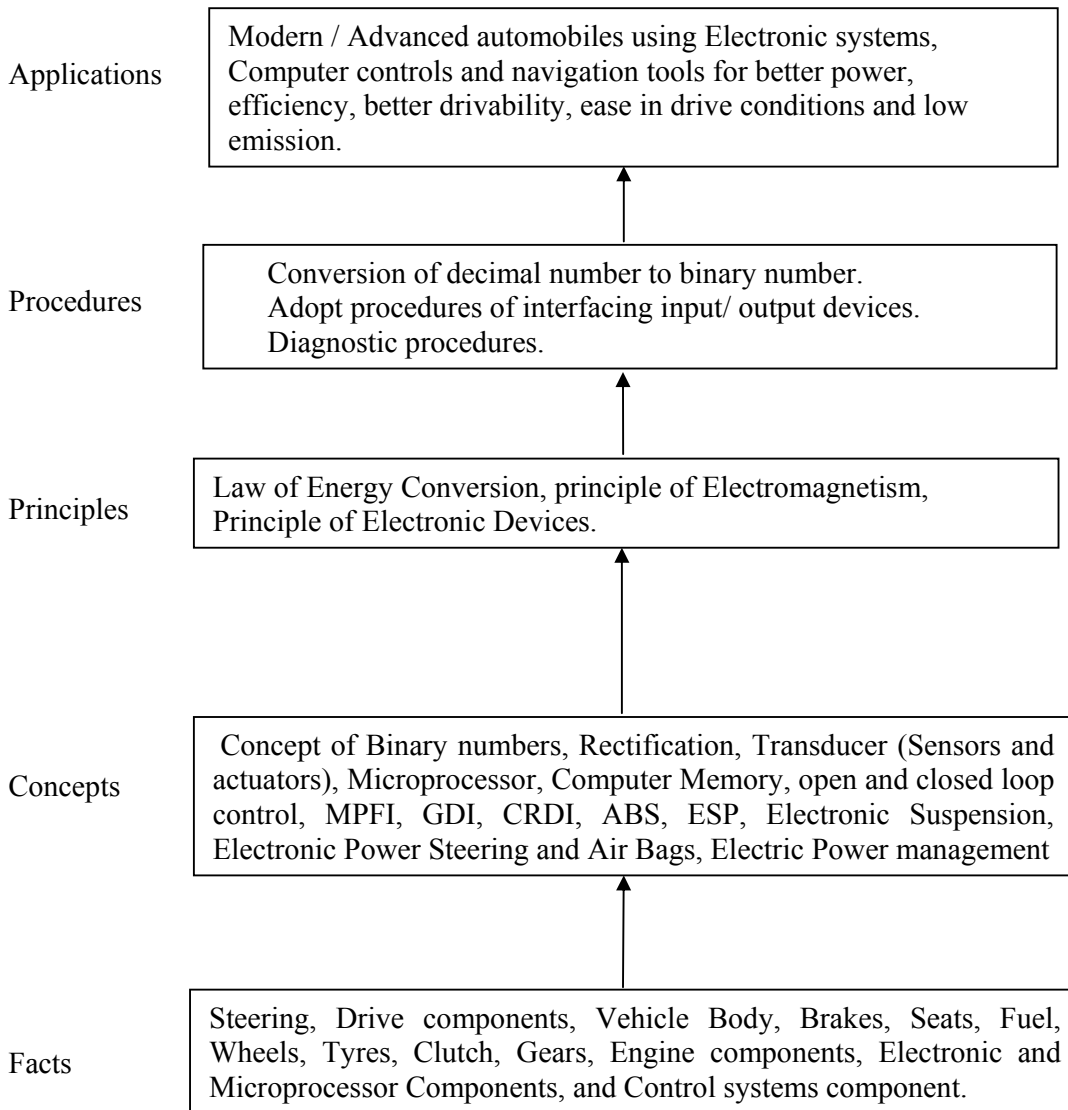 Applications
Modern / Advanced automobiles using Electronic systems,
Computer controls and navigation tools for better power,
efficiency, better drivability, ease in drive conditions and low
emission.
Procedures
Conversion of decimal number to binary number.
Adopt procedures of interfacing input/ output devices.
Diagnostic procedures.
Principles
Law of Energy Conversion, principle of Electromagnetism,
Principle of Electronic Devices.
Concepts
Concept of Binary numbers, Rectification, Transducer (Sensors and
actuators), Microprocessor, Computer Memory, open and closed loop
control, MPFI, GDI, CRDI, ABS, ESP, Electronic Suspension,
Electronic Power Steering and Air Bags, Electric Power management
Facts
Steering, Drive components, Vehicle Body, Brakes, Seats, Fuel,
Wheels, Tyres, Clutch, Gears, Engine components, Electronic and
Microprocessor Components, and Control systems component.